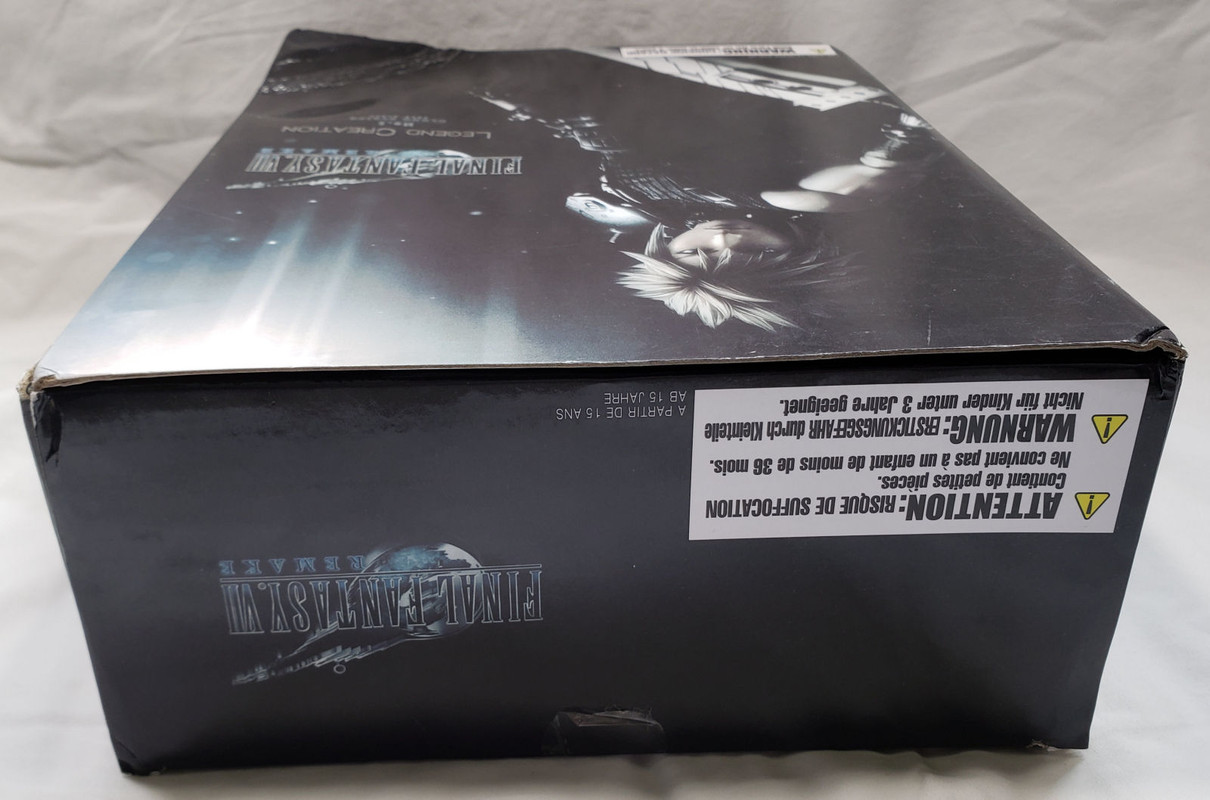 WARNING
FINAL FANTASY VII
REMAKE
LEGEND CREATION
FINAL FANTASY.VII
REMAKE
ATTENTION: RISQUE DE SUFFOCATION
Contient de petites pièces.
Ne convient pas à un enfant de moins de 36 mois.
WARNUNG: ERSTICKUNGSGEFAHR durch Kleinteile
Nicht für Kinder unter 3 Jahre geeignet.
A PARTIR DE 15 ANS
AB 15 JAHRE